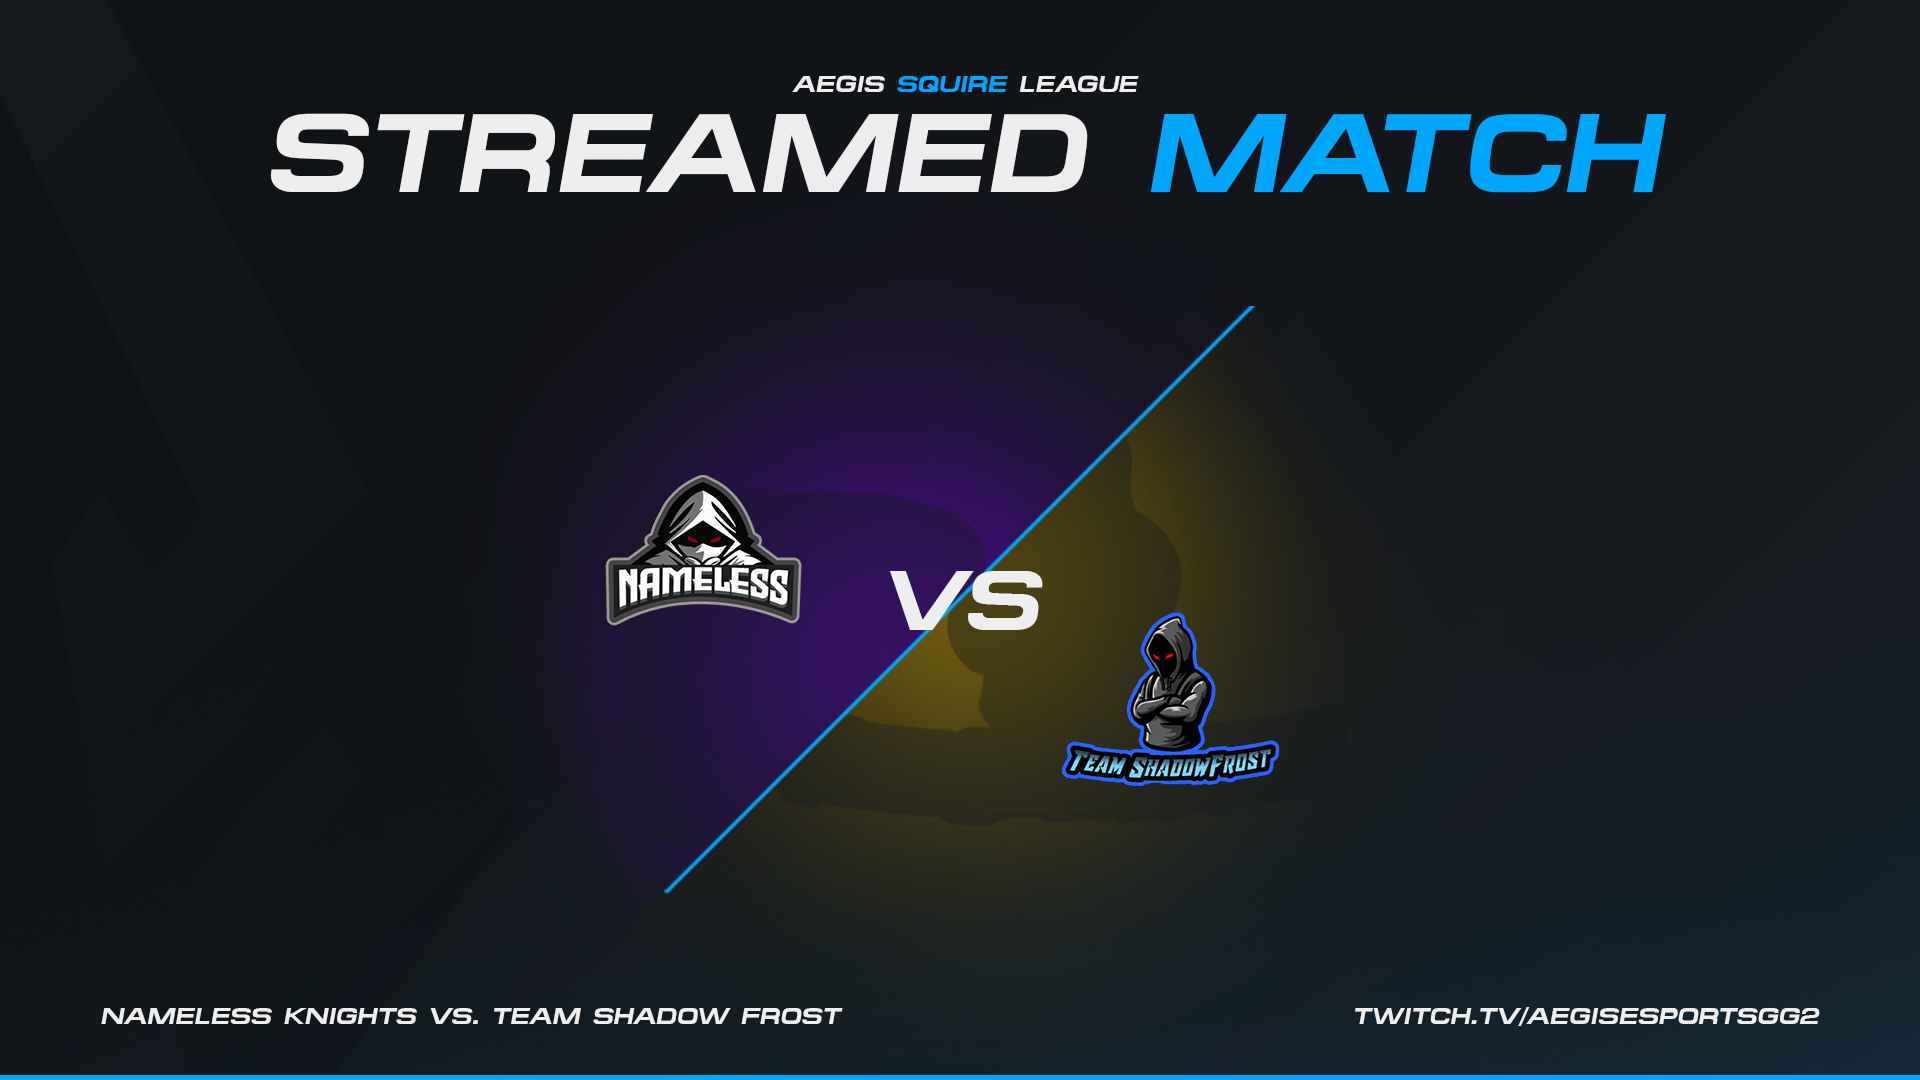 AEGIS SQUIRE LEAGUE
STREAMED MATCH
NAMELESS
VS
TEAM SHADOWFROST
NAMELESS KNIGHTS VS. TEAM SHADOW FROST
TWITCH.TV/AEGISESPORTSGG2